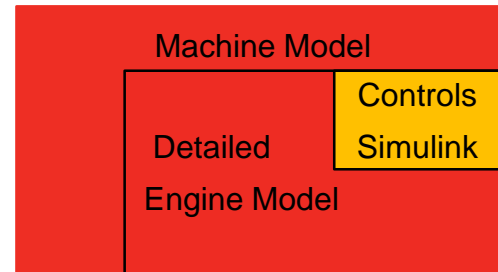 Machine Model
Controls
Simulink
Detailed
Engine Model